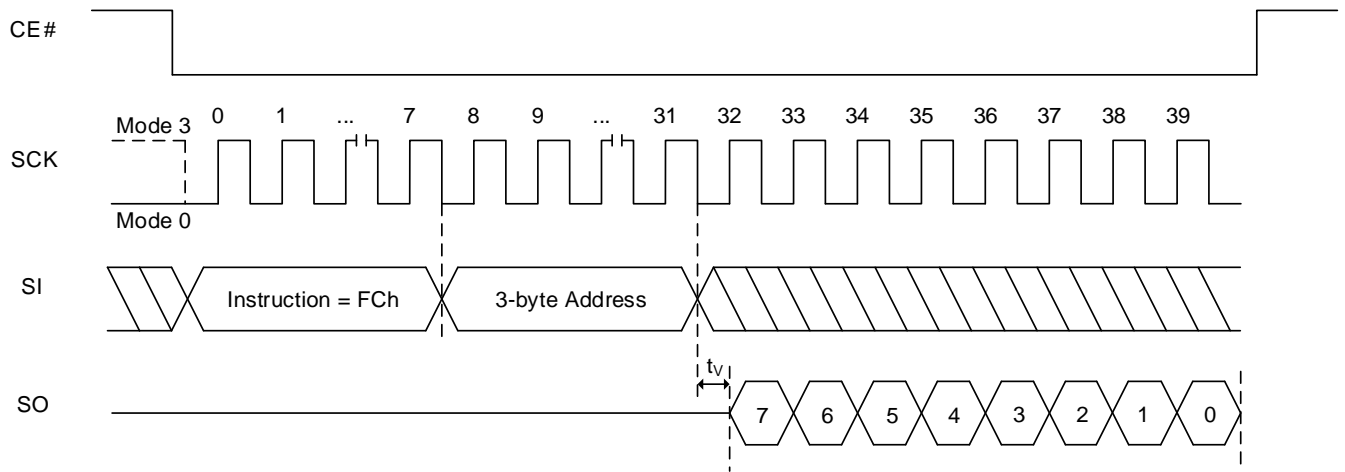 CE#
0 1 ... 7 8 9 ... 31 32 33 34 35 36 37 38 39
Mode 3
SCK
Mode 0
SI
Instruction = FCh
3-byte Address
tV
SO
7 6 5 4 3 2 1 0